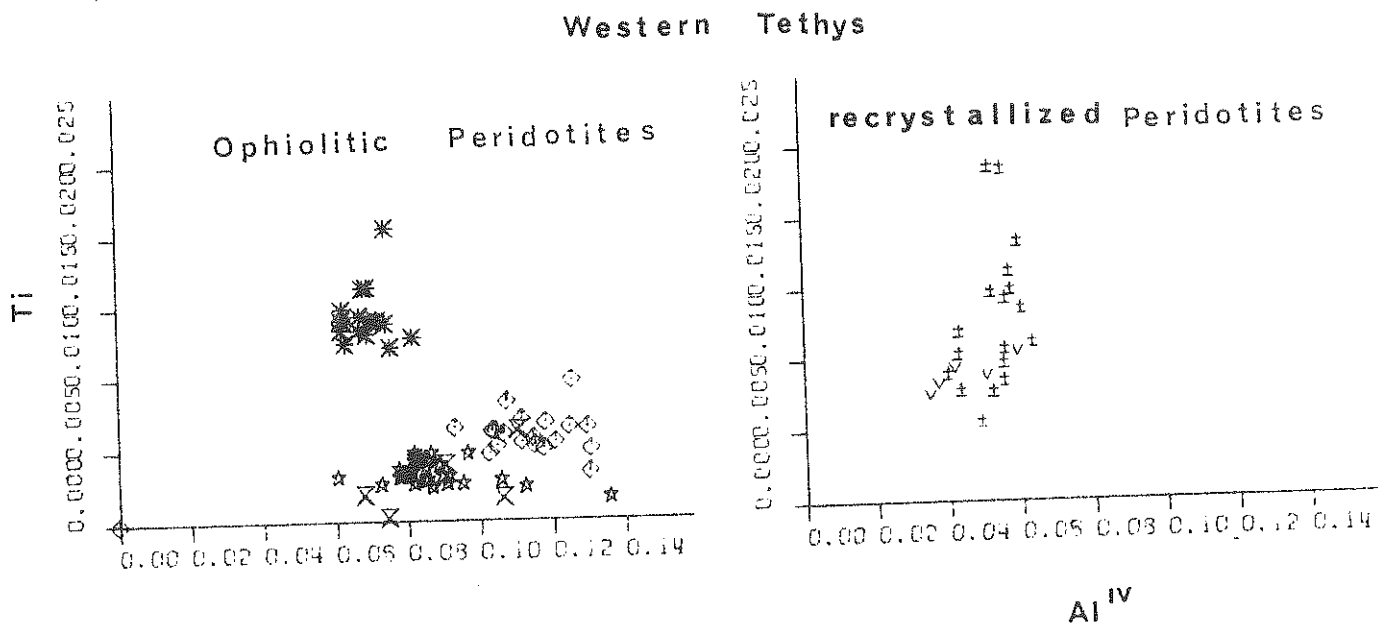 Western Tethys
Ophiolitic Peridotites
recrystallized Peridotites
Ti
0.0000.0050.0100.0150.0200.025
0.0000.0050.0100.0150.0200.025
0.00 0.02 0.04 0.06 0.08 0.10 0.12 0.14
0.00 0.02 0.04 0.06 0.08 0.10 0.12 0.14
Al IV